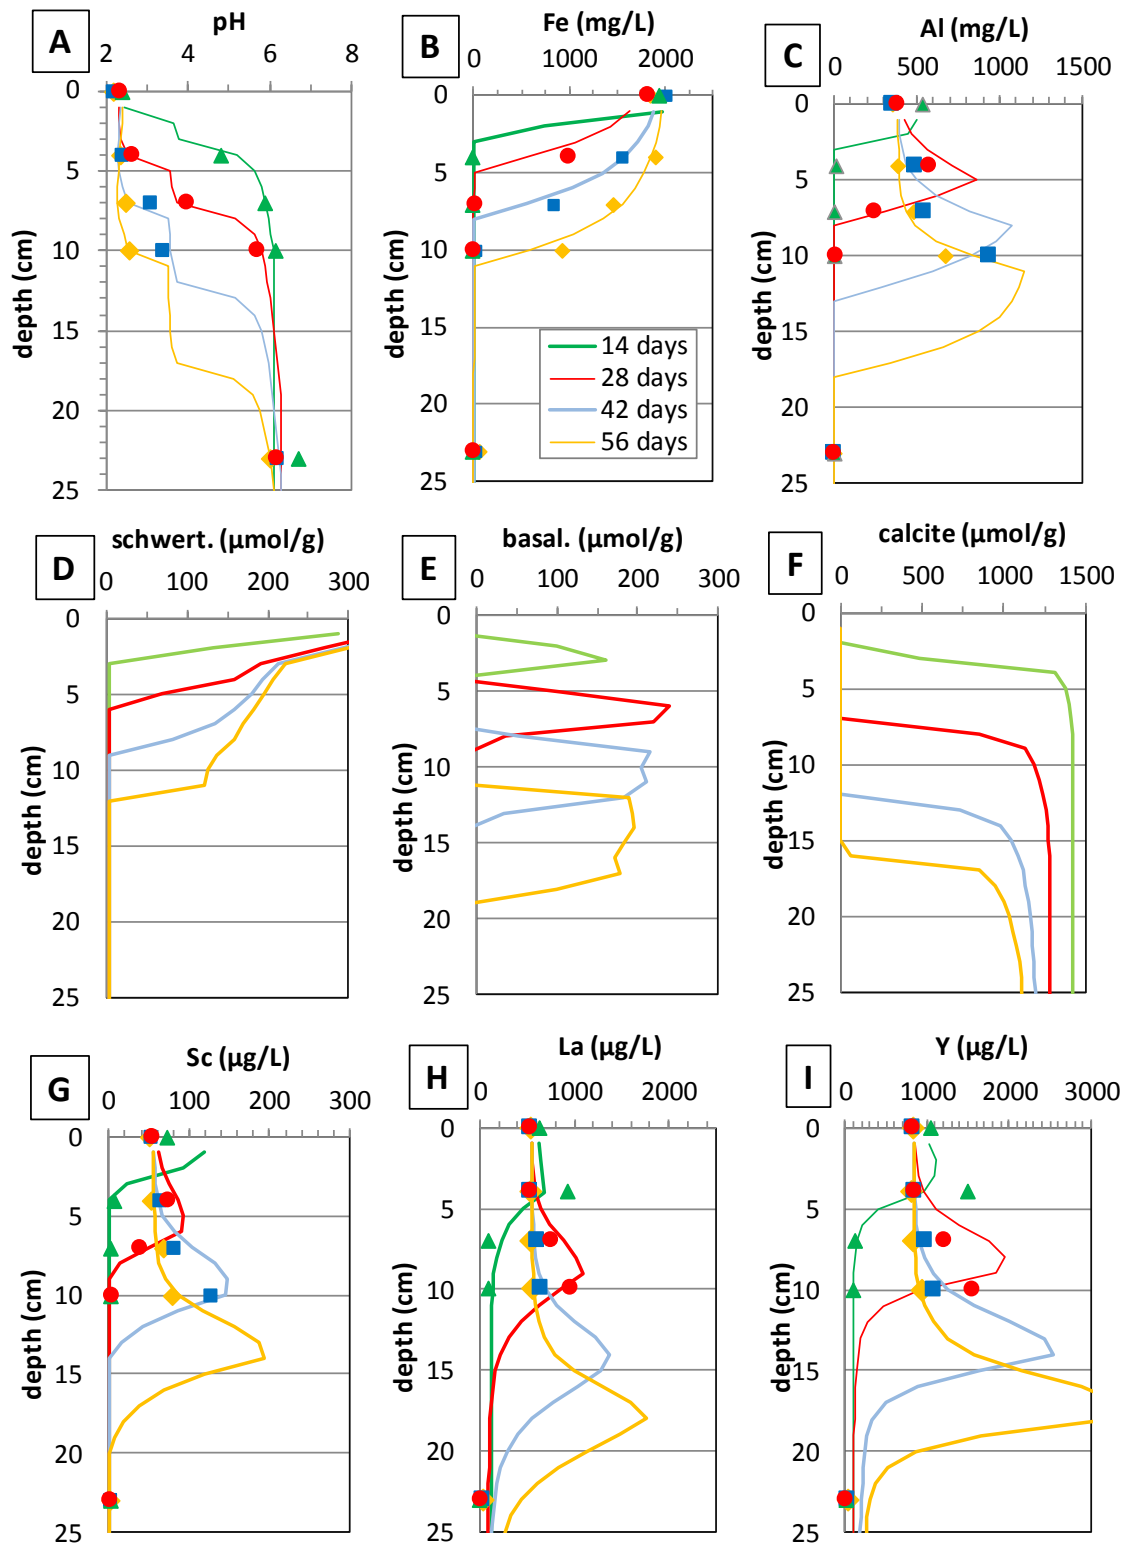 A
pH
2 4 6 8
0
5
10
15
20
25
depth (cm)
B
Fe (mg/L)
0 1000 2000
0
5
10
15
20
25
depth (cm)
14 days
28 days
42 days
56 days
C
Al (mg/L)
0 500 1000 1500
0
5
10
15
20
25
depth (cm)
D
schwert. (µmol/g)
0 100 200 300
0
5
10
15
20
25
depth (cm)
E
basal. (µmol/g)
0 100 200 300
0
5
10
15
20
25
depth (cm)
F
calcite (µmol/g)
0 500 1000 1500
0
5
10
15
20
25
depth (cm)
G
Sc (µg/L)
0 100 200 300
0
5
10
15
20
25
depth (cm)
H
La (µg/L)
0 1000 2000
0
5
10
15
20
25
depth (cm)
I
Y (µg/L)
0 1000 2000 3000
0
5
10
15
20
25
depth (cm)